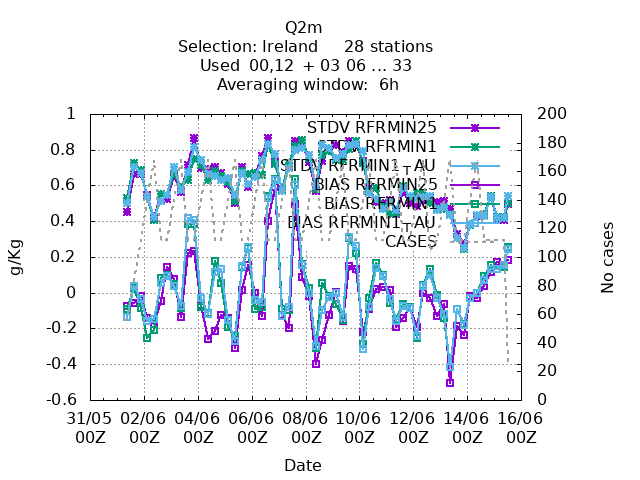 Q2m
Selection: Ireland 28 stations
Used 00,12 + 03 06 ... 33
Averaging window: 6h
STDV RFRMIN25
STDV RFRMIN1
STDV RFRMIN1_AU
BIAS RFRMIN25
BIAS RFRMIN1
BIAS RFRMIN1_AU
CASES
g/Kg
1
0.8
0.6
0.4
0.2
0
-0.2
-0.4
-0.6
No cases
200
180
160
140
120
100
80
60
40
20
0
31/05 02/06 04/06 06/06 08/06 10/06 12/06 14/06 16/06
00Z 00Z 00Z 00Z 00Z 00Z 00Z 00Z 00Z
Date